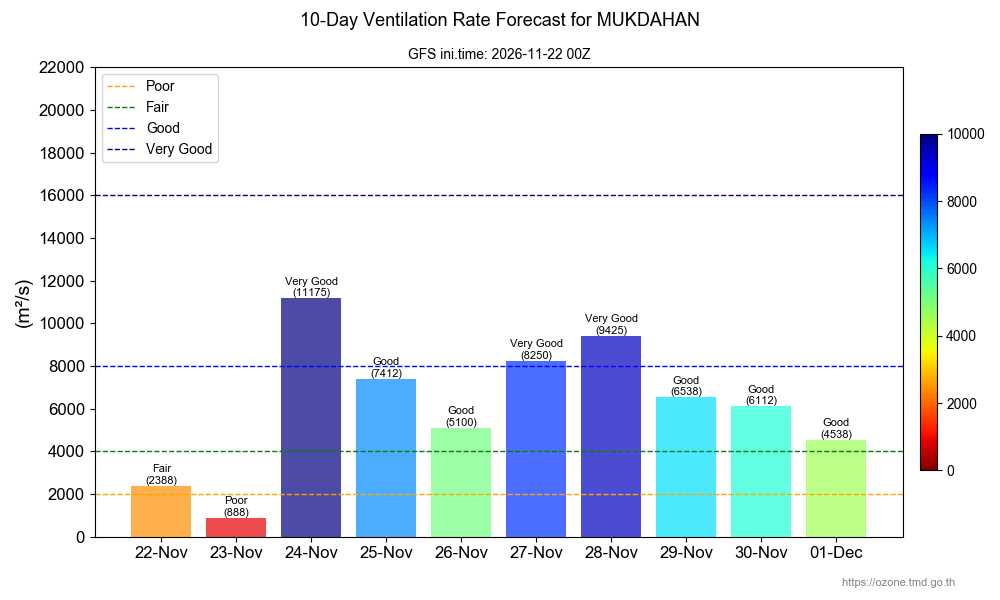 10-Day Ventilation Rate Forecast for MUKDAHAN
GFS ini.time: 2026-11-22 00Z
(m²/s)
22000
20000
18000
16000
14000
12000
10000
8000
6000
4000
2000
0
Poor
Fair
Good
Very Good
Fair
(2388)
Poor
(888)
Very Good
(11175)
Good
(7412)
Good
(5100)
Very Good
(8250)
Very Good
(9425)
Good
(6538)
Good
(6112)
Good
(4538)
22-Nov 23-Nov 24-Nov 25-Nov 26-Nov 27-Nov 28-Nov 29-Nov 30-Nov 01-Dec
10000
8000
6000
4000
2000
0
https://ozone.tmd.go.th